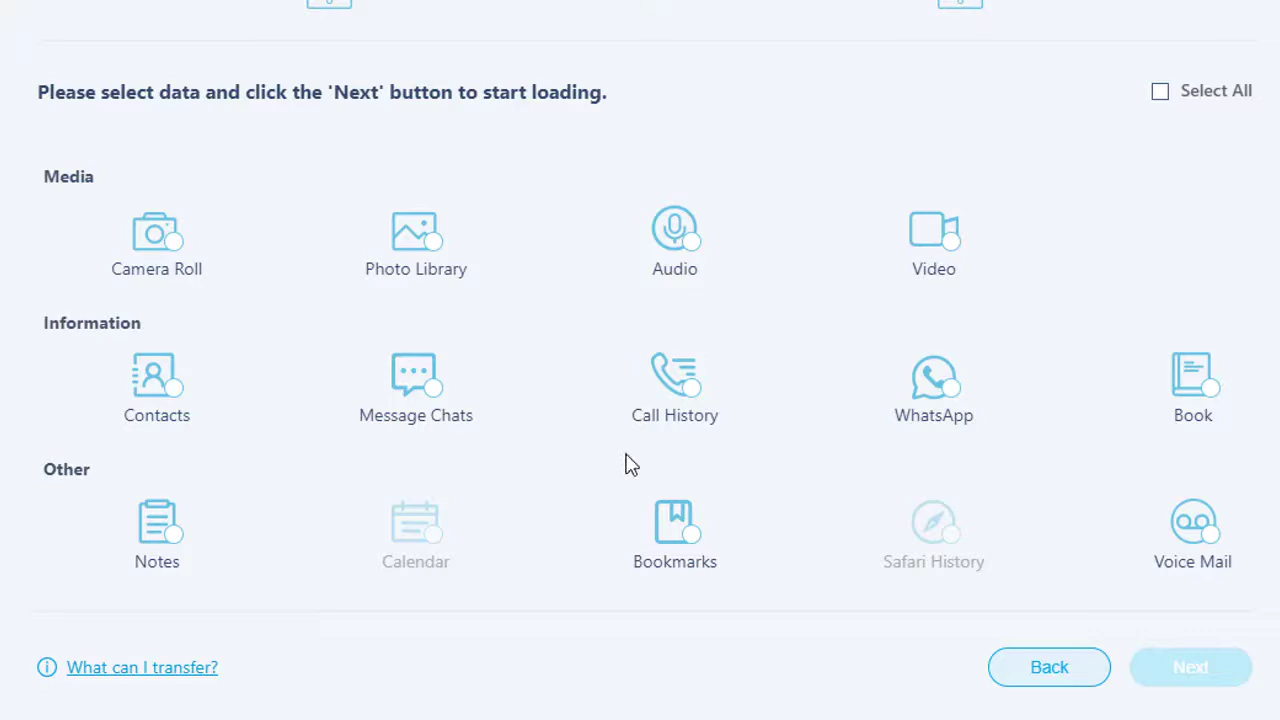 Please select data and click the 'Next' button to start loading.
Select All
Media
Camera Roll
Photo Library
Audio
Video
Information
Contacts
Message Chats
Call History
WhatsApp
Book
Other
Notes
Calendar
Bookmarks
Safari History
Voice Mail
What can I transfer?
Back
Next